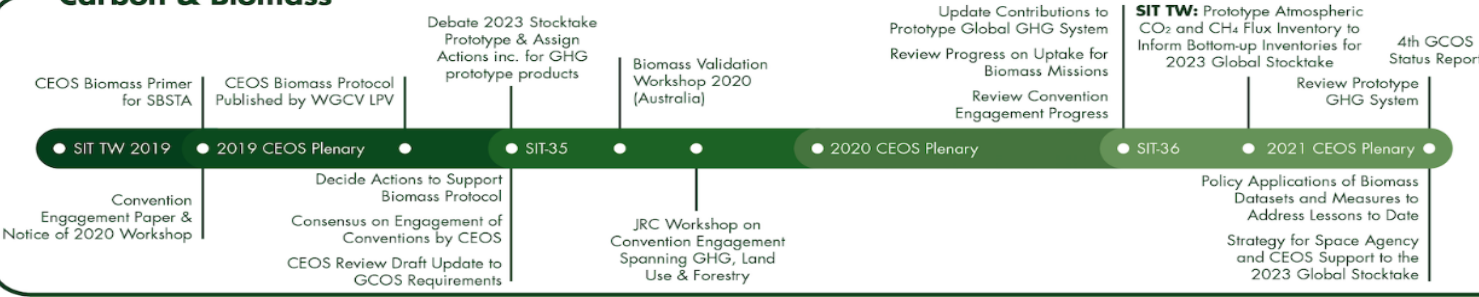 Carbon & Biomass
CEOS Biomass Primer
for SBSTA
CEOS Biomass Protocol
Published by WGCV LPV
Debate 2023 Stocktake
Prototype & Assign
Actions inc. for GHG
prototype products
Biomass Validation
Workshop 2020
(Australia)
Update Contributions to
Prototype Global GHG System
Review Progress on Uptake for
Biomass Missions
Review Convention
Engagement Progress
SIT TW: Prototype Atmospheric
CO₂ and CH₄ Flux Inventory to
Inform Bottom-up Inventories for
2023 Global Stocktake
4th GCOS
Status Report
Review Prototype
GHG System
SIT TW 2019
2019 CEOS Plenary
SIT-35
2020 CEOS Plenary
SIT-36
2021 CEOS Plenary
Convention
Engagement Paper &
Notice of 2020 Workshop
Decide Actions to Support
Biomass Protocol
Consensus on Engagement of
Conventions by CEOS
CEOS Review Draft Update to
GCOS Requirements
JRC Workshop on
Convention Engagement
Spanning GHG, Land
Use & Forestry
Policy Applications of Biomass
Datasets and Measures to
Address Lessons to Date
Strategy for Space Agency
and CEOS Support to the
2023 Global Stocktake